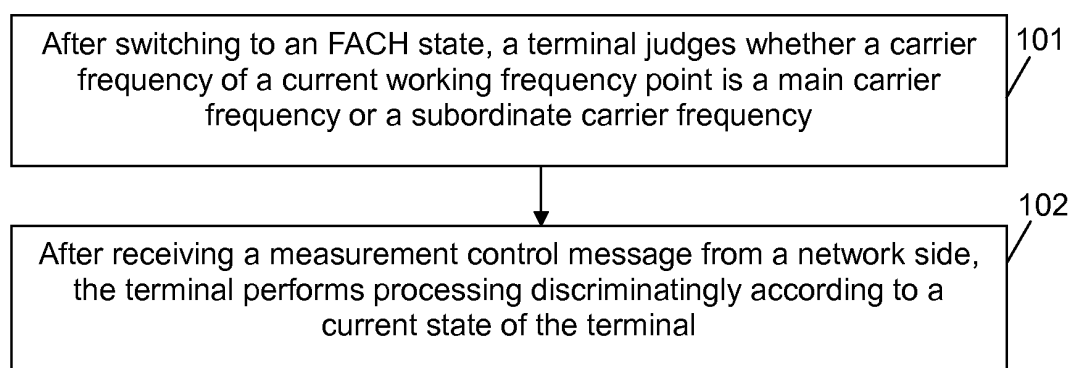 After switching to an FACH state, a terminal judges whether a carrier
frequency of a current working frequency point is a main carrier
frequency or a subordinate carrier frequency
101
After receiving a measurement control message from a network side,
the terminal performs processing discriminatingly according to a
current state of the terminal
102